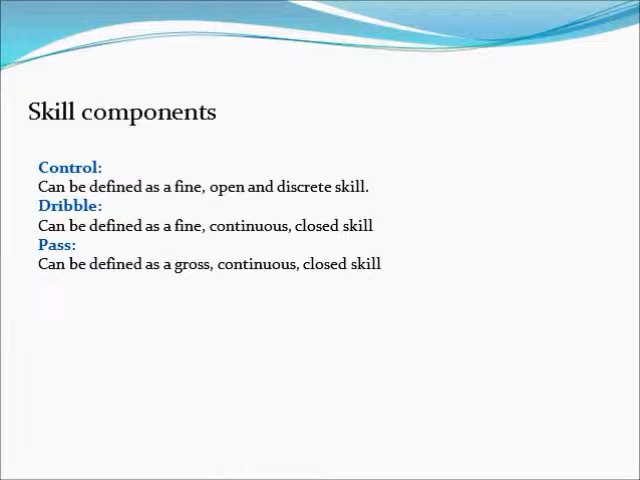 Skill components
Control:
Can be defined as a fine, open and discrete skill.
Dribble:
Can be defined as a fine, continuous, closed skill
Pass:
Can be defined as a gross, continuous, closed skill